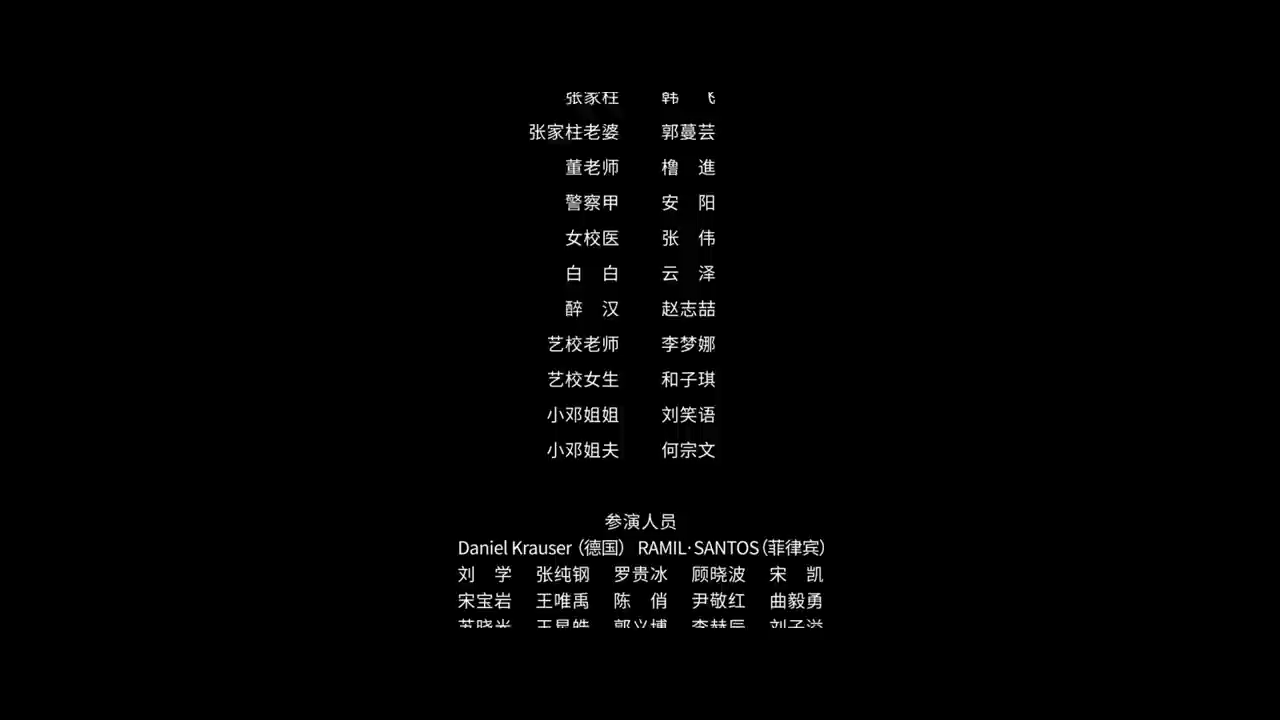 张家柱 韩 飞
张家柱老婆 郭蔓芸
董老师 橹 進
警察甲 安 阳
女校医 张 伟
白 白 云 泽
醉 汉 赵志喆
艺校老师 李梦娜
艺校女生 和子琪
小邓姐姐 刘笑语
小邓姐夫 何宗文
参演人员
Daniel Krauser（德国） RAMIL·SANTOS（菲律宾）
刘 学 张纯钢 罗贵冰 顾晓波 宋 凯
宋宝岩 王唯禹 陈 俏 尹敬红 曲毅勇